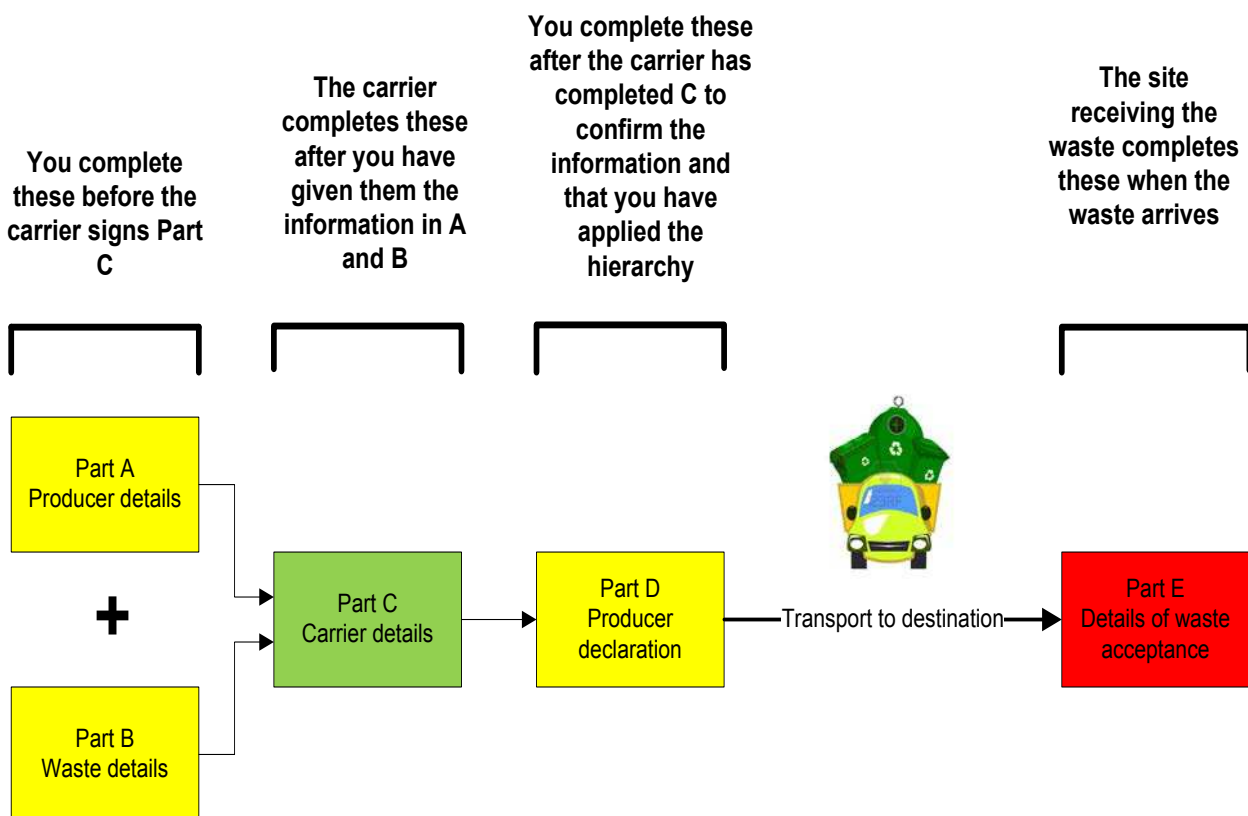 You complete
these before the
carrier signs Part
C
The carrier
completes these
after you have
given them the
information in A
and B
You complete these
after the carrier has
completed C to
confirm the
information and
that you have
applied the
hierarchy
The site
receiving the
waste completes
these when the
waste arrives
Part A
Producer details
+
Part B
Waste details
Part C
Carrier details
Part D
Producer
declaration
Transport to destination
Part E
Details of waste
acceptance